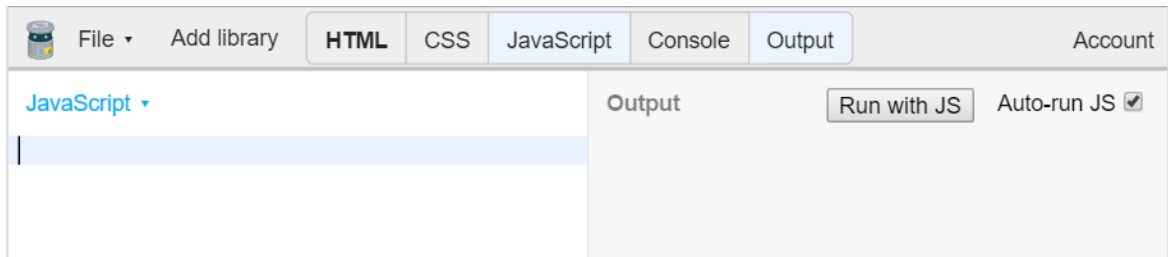 File ▾ Add library HTML CSS JavaScript Console Output Account
JavaScript ▾ Output Run with JS Auto-run JS